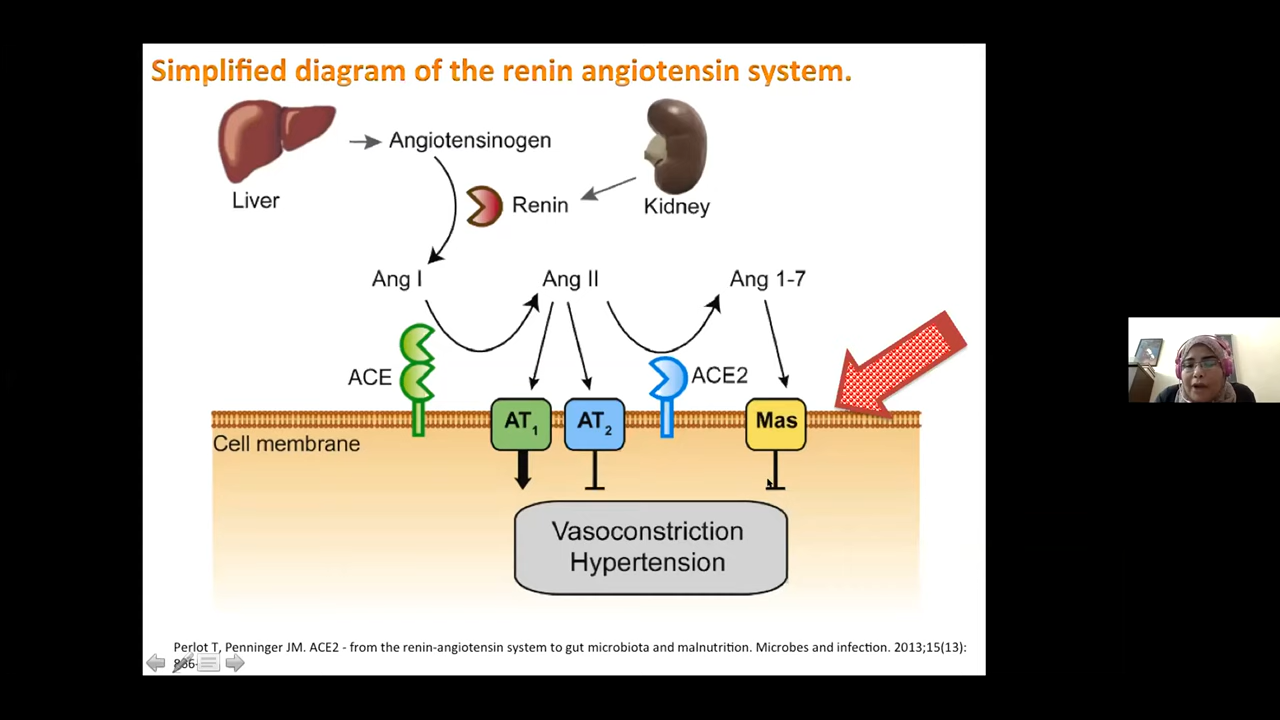 Simplified diagram of the renin angiotensin system.
Angiotensinogen
Liver
Renin
Kidney
Ang I
Ang II
Ang 1-7
ACE
ACE2
AT1
AT2
Mas
Cell membrane
Vasoconstriction
Hypertension
Perlot T, Penninger JM. ACE2 - from the renin-angiotensin system to gut microbiota and malnutrition. Microbes and infection. 2013;15(13):